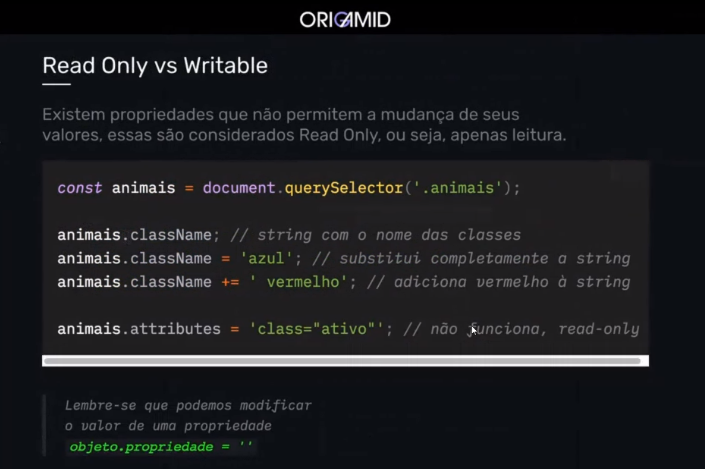 ORIGAMID
Read Only vs Writable
Existem propriedades que não permitem a mudança de seus
valores, essas são considerados Read Only, ou seja, apenas leitura.
const animais = document.querySelector('.animais');
animais.className; // string com o nome das classes
animais.className = 'azul'; // substitui completamente a string
animais.className += ' vermelho'; // adiciona vermelho à string
animais.attributes = 'class="ativo"'; // não funciona, read-only
Lembre-se que podemos modificar
o valor de uma propriedade
objeto.propriedade = ''